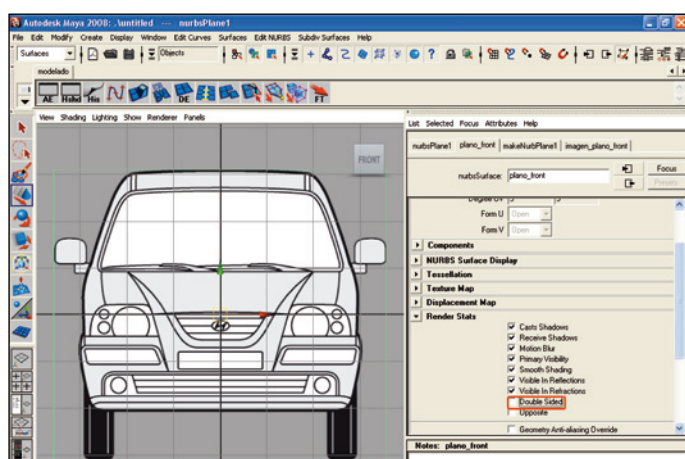 Autodesk Maya 2008: .\untitled --- nurbsPlane1
File Edit Modify Create Display Window Edit Curves Surfaces Edit NURBS Subdiv Surfaces Help
Surfaces Objects
modelado
AE Hshd His DE FT
View Shading Lighting Show Renderer Panels
FRONT
List Selected Focus Attributes Help
nurbsPlane1 plano_front makeNurbPlane1 imagen_plano_front
nurbsSurface: plano_front
Focus
Presets
Degree UV 3 3
Form U Open
Form V Open
Components
NURBS Surface Display
Tessellation
Texture Map
Displacement Map
Render Stats
Casts Shadows
Receive Shadows
Motion Blur
Primary Visibility
Smooth Shading
Visible In Reflections
Visible In Refractions
Double Sided
Opposite
Geometry Anti-aliasing Override
Notes: plano_front